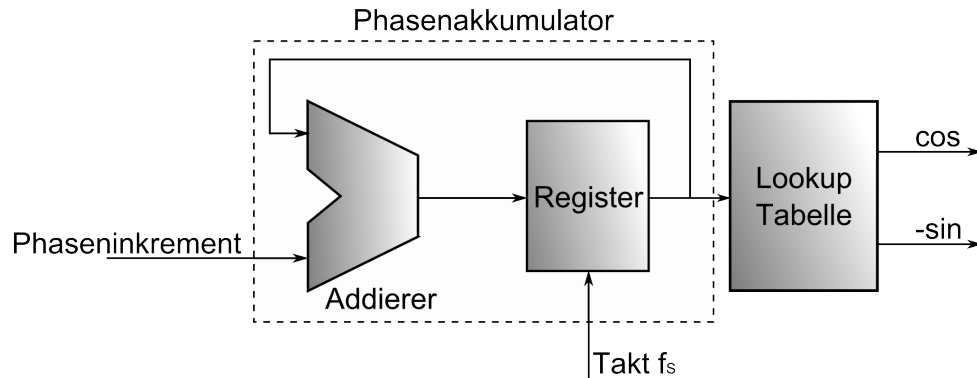 Phasenakkumulator
cos
Register
Lookup
Tabelle
Phaseninkrement
-sin
Addierer
Takt fs